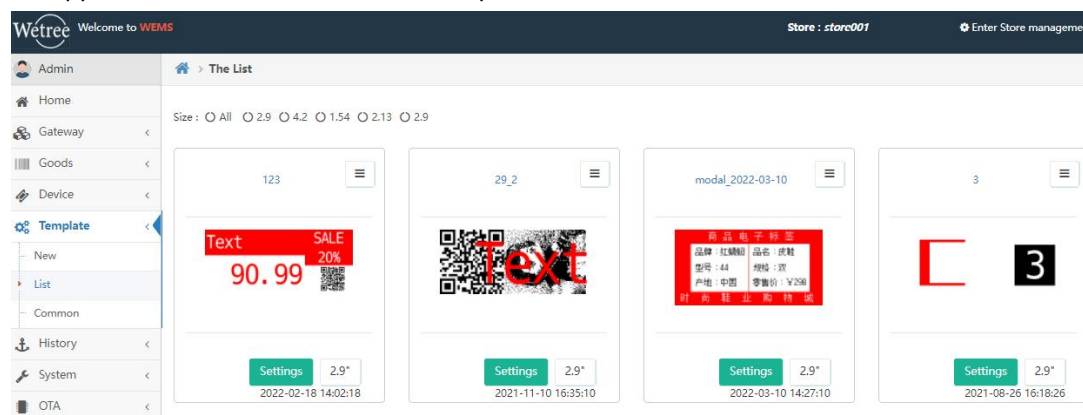 Wetree Welcome to WEMS
Store : store001
Enter Store manageme
Admin
Home
Gateway
Goods
Device
Template
New
List
Common
History
System
OTA
> The List
Size : All 2.9 4.2 1.54 2.13 2.9
123
Text
SALE
20%
90.99
Settings 2.9"
2022-02-18 14:02:18
29_2
Text
Settings 2.9"
2021-11-10 16:35:10
modal_2022-03-10
商品电子标签
品牌：红蜻蜓 品名：皮鞋
型号：44 规格：双
产地：中国 零售价：￥298
时尚鞋业购物城
Settings 2.9"
2022-03-10 14:27:10
3
3
Settings 2.9"
2021-08-26 16:18:26